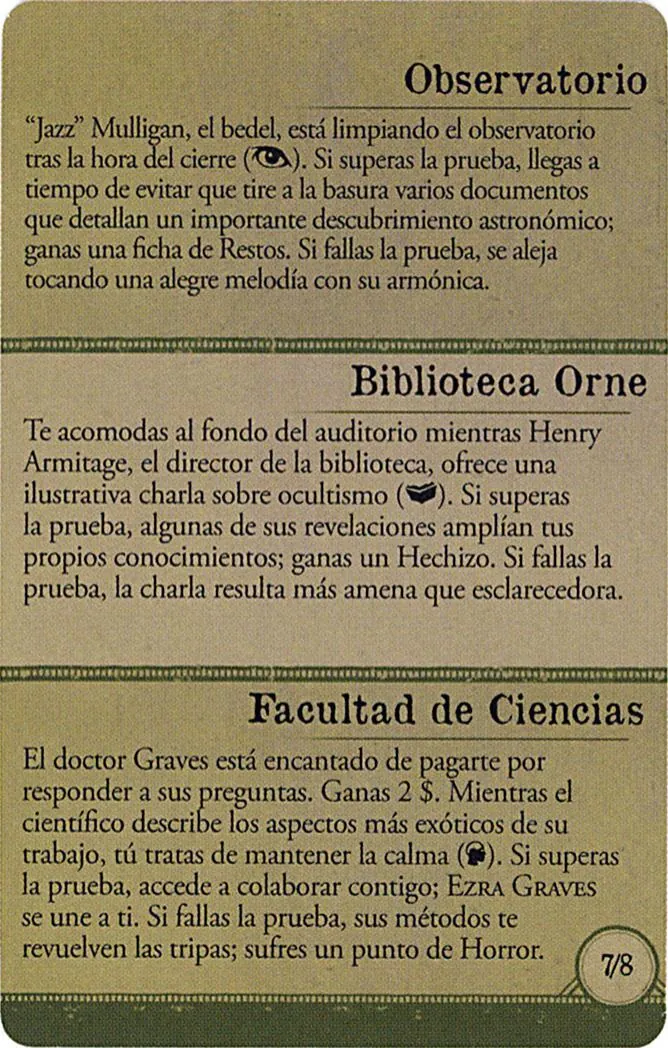 Observatorio
“Jazz” Mulligan, el bedel, está limpiando el observatorio
tras la hora del cierre (). Si superas la prueba, llegas a
tiempo de evitar que tire a la basura varios documentos
que detallan un importante descubrimiento astronómico;
ganas una ficha de Restos. Si fallas la prueba, se aleja
tocando una alegre melodía con su armónica.
Biblioteca Orne
Te acomodas al fondo del auditorio mientras Henry
Armitage, el director de la biblioteca, ofrece una
ilustrativa charla sobre ocultismo (). Si superas
la prueba, algunas de sus revelaciones amplían tus
propios conocimientos; ganas un Hechizo. Si fallas la
prueba, la charla resulta más amena que esclarecedora.
Facultad de Ciencias
El doctor Graves está encantado de pagarte por
responder a sus preguntas. Ganas 2 $. Mientras el
científico describe los aspectos más exóticos de su
trabajo, tú tratas de mantener la calma (). Si superas
la prueba, accede a colaborar contigo; EZRA GRAVES
se une a ti. Si fallas la prueba, sus métodos te
revuelven las tripas; sufres un punto de Horror.
7/8